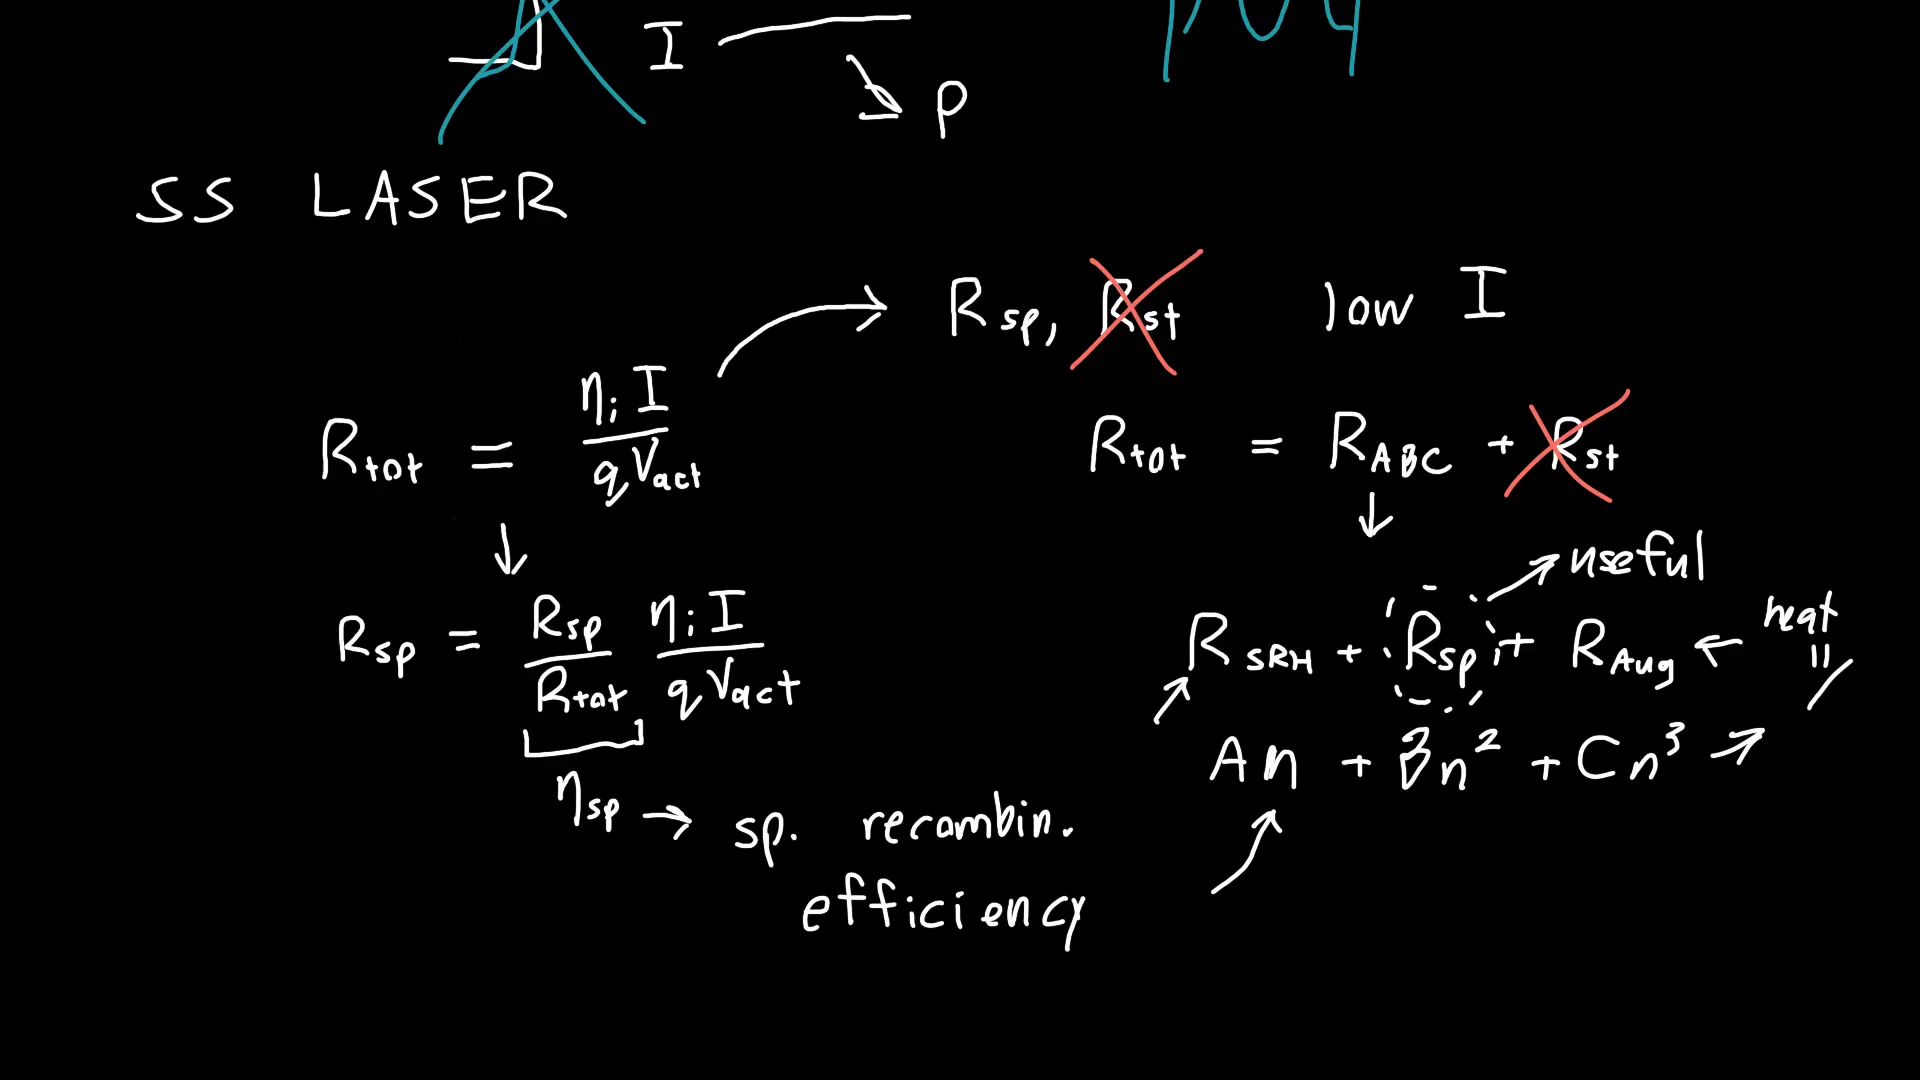 I
P
SS LASER
R_sp, R_st low I
R_tot = η_i I / qV_act
R_tot = R_ABC + R_st
useful
R_sp = R_sp / R_tot η_i I / qV_act
R_SRH + R_sp + R_Aug ← heat
An + Bn² + Cn³
η_sp → sp. recombin.
efficiency